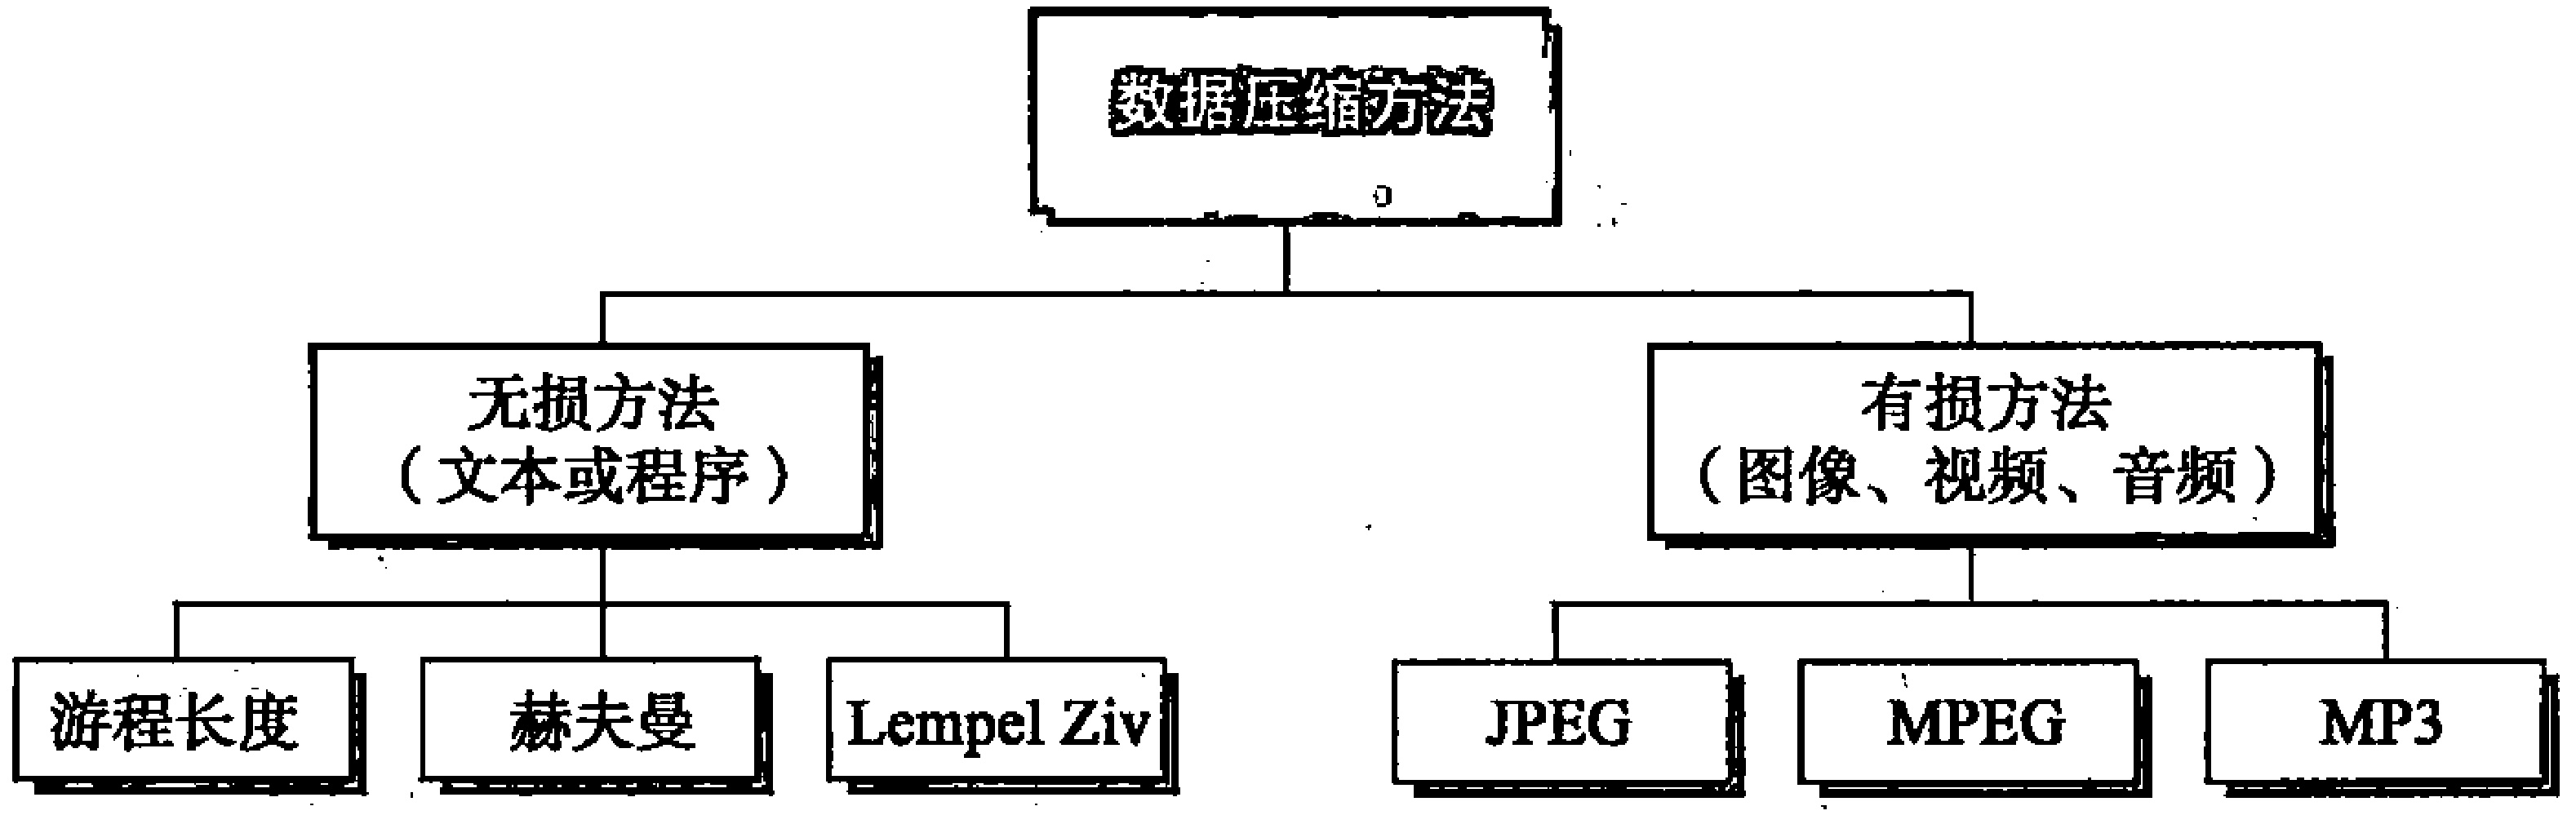 数据压缩方法
无损方法
（文本或程序）
有损方法
（图像、视频、音频）
游程长度
赫夫曼
Lempel Ziv
JPEG
MPEG
MP3